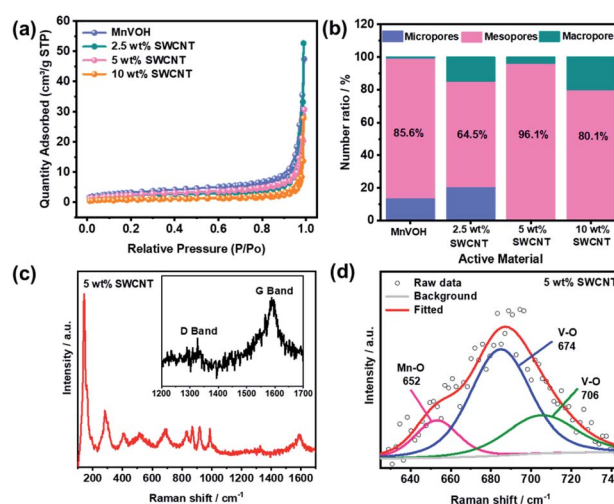 Quantity Adsorbed (cm³/g STP)
60
50
40
30
20
10
0
MnVOH
2.5 wt% SWCNT
5 wt% SWCNT
10 wt% SWCNT
(a)
0.0 0.2 0.4 0.6 0.8 1.0
Relative Pressure (P/Po)
Micropores Mesopores Macropores
Number ratio / %
120
100
80
60
40
20
0
(b)
85.6% 64.5% 96.1% 80.1%
MnVOH 2.5 wt% 5 wt% 10 wt%
SWCNT SWCNT SWCNT
Active Material
(c)
5 wt% SWCNT
Intensity / a.u.
G Band
D Band
1200 1300 1400 1500 1600 1700
100 400 700 1000 1300 1600
Raman shift / cm⁻¹
(d)
Raw data
Background
Fitted
5 wt% SWCNT
Intensity / a.u.
V-O
674
Mn-O
652
V-O
706
640 660 680 700 720 740
Raman shift / cm⁻¹